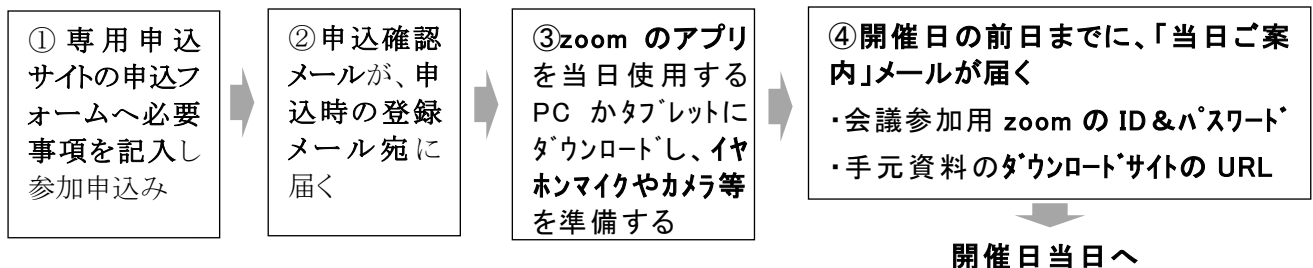 ①専用申込
サイトの申込フ
ォームへ必要
事項を記入し
参加申込み
②申込確認
メールが、申
込時の登録
メール宛に
届く
③zoom のアプリ
を当日使用する
PC かﾀﾌﾞﾚｯﾄに
ﾀﾞｳﾝﾛｰﾄﾞし、イヤ
ホンマイクやカメラ等
を準備する
④開催日の前日までに、「当日ご案
内」メールが届く
・会議参加用 zoom の ID＆ﾊﾟｽﾜｰﾄﾞ
・手元資料のﾀﾞｳﾝﾛｰﾄﾞｻｲﾄの URL
開催日当日へ